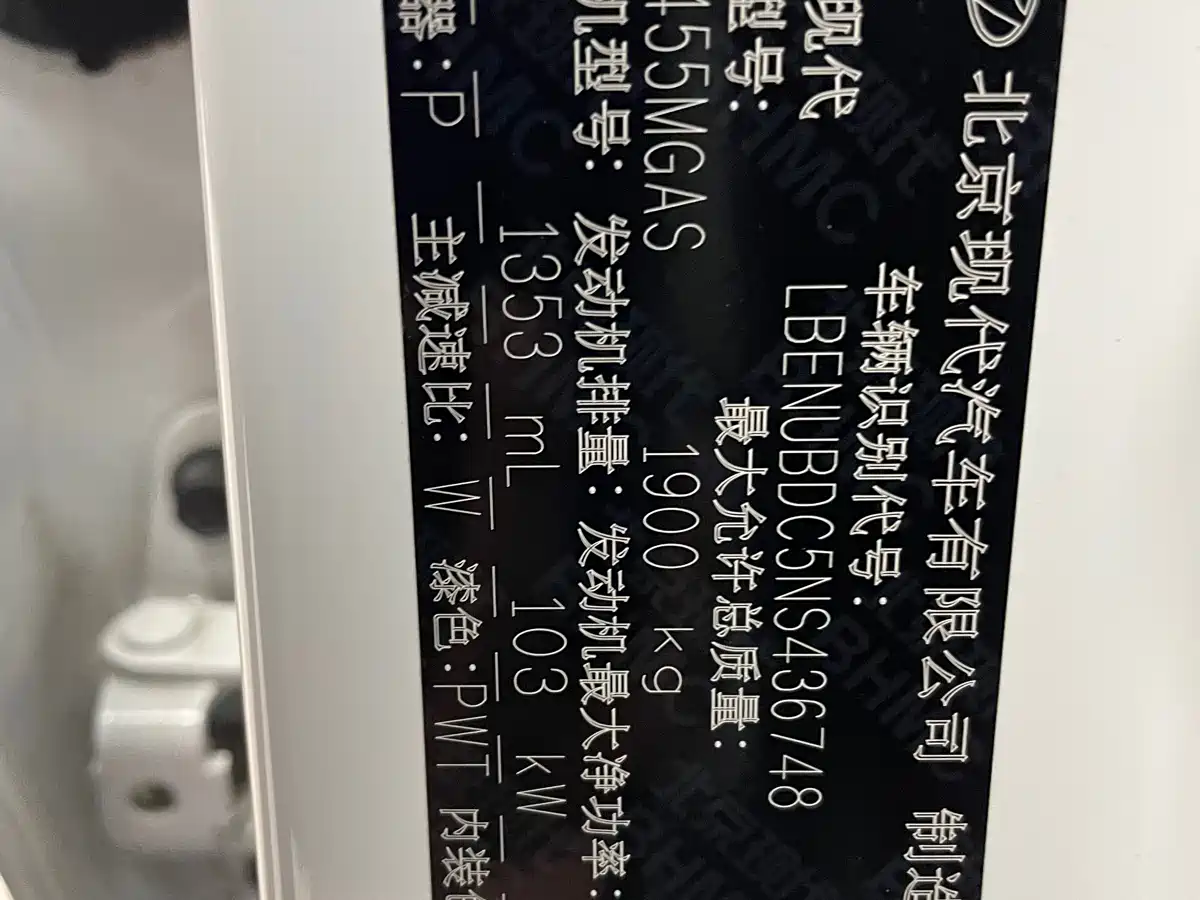 北京现代汽车有限公司 制造
现代 车辆识别代号:
型号: LBENUBDC5NS436748
最大允许总质量:
455MGAS 1900 kg
机型号: 发动机排量: 发动机最大净功率:
1353 mL 103 kW
器:P 主减速比:W 漆色:PWT 内装色